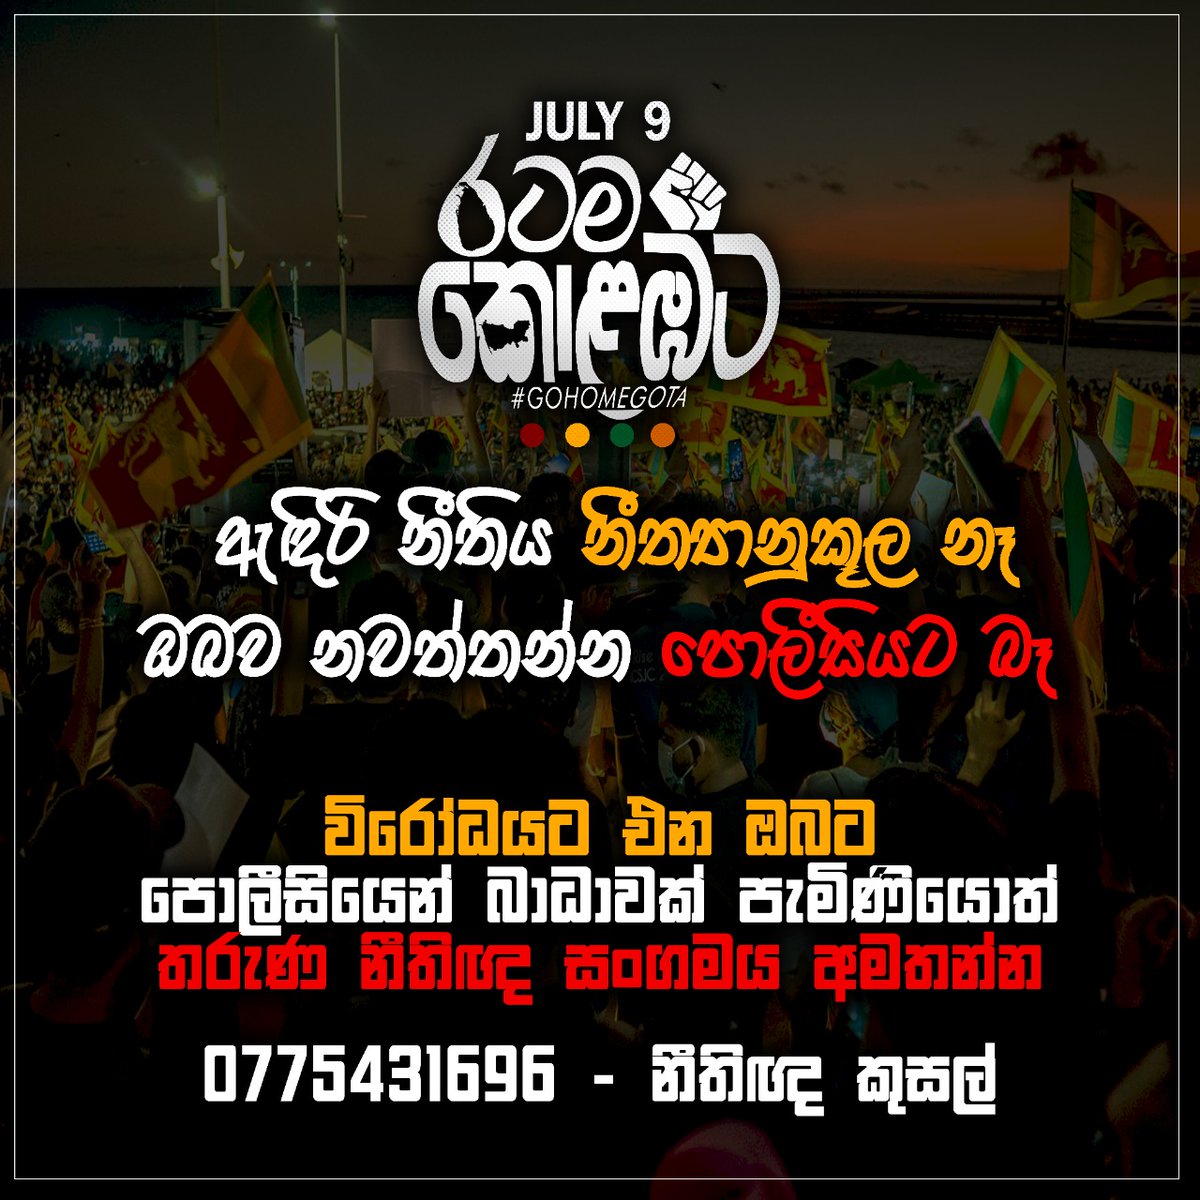 JULY 9
රටම
කොළඹට
#GOHOMEGOTA
ඇඳිරි නීතිය නීත්‍යානුකූල නෑ
ඔබව නවත්තන්න පොලීසියට බෑ
විරෝධයට එන ඔබට
පොලීසියෙන් බාධාවක් පැමිණියොත්
තරුණ නීතිඥ සංගමය අමතන්න
0775431696 - නීතිඥ කුසල්